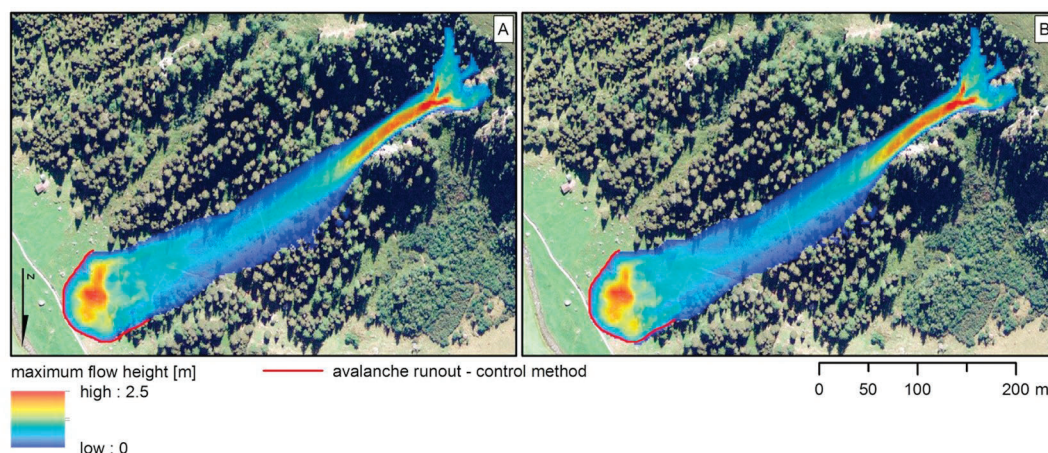 A
B
z
z
maximum flow height [m]
avalanche runout - control method
high : 2.5
low : 0
0 50 100 200 m